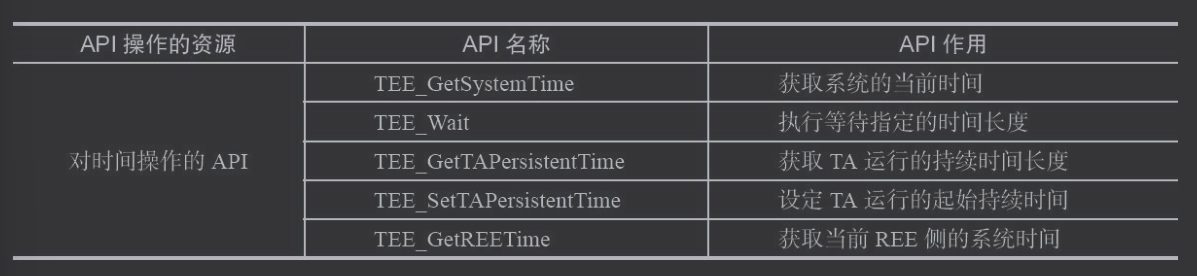 API 操作的资源 API 名称 API 作用
TEE_GetSystemTime 获取系统的当前时间
TEE_Wait 执行等待指定的时间长度
对时间操作的 API TEE_GetTAPersistentTime 获取 TA 运行的持续时间长度
TEE_SetTAPersistentTime 设定 TA 运行的起始持续时间
TEE_GetREETime 获取当前 REE 侧的系统时间